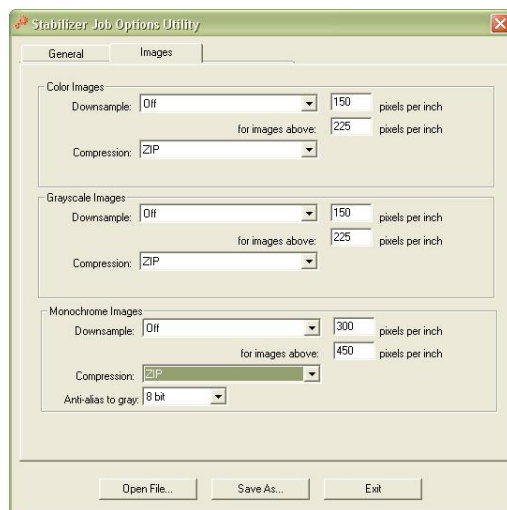 Stabilizer Job Options Utility
General Images
Color Images
Downsample: Off 150 pixels per inch
for images above: 225 pixels per inch
Compression: ZIP
Grayscale Images
Downsample: Off 150 pixels per inch
for images above: 225 pixels per inch
Compression: ZIP
Monochrome Images
Downsample: Off 300 pixels per inch
for images above: 450 pixels per inch
Compression: ZIP
Anti-alias to gray: 8 bit
Open File... Save As... Exit